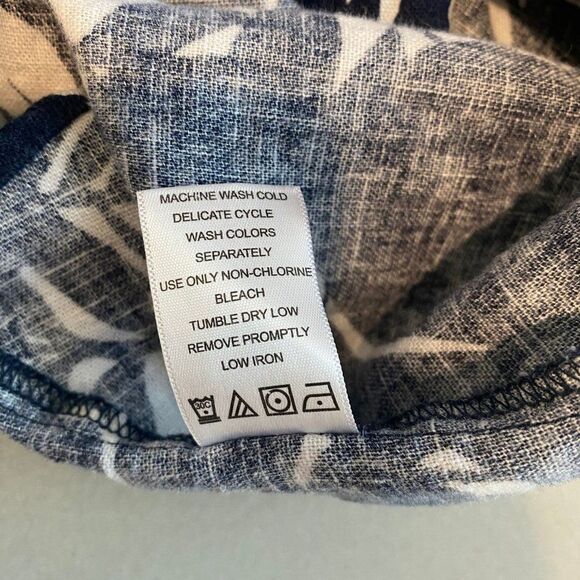 MACHINE WASH COLD
DELICATE CYCLE
WASH COLORS
SEPARATELY
USE ONLY NON-CHLORINE
BLEACH
TUMBLE DRY LOW
REMOVE PROMPTLY
LOW IRON
30C